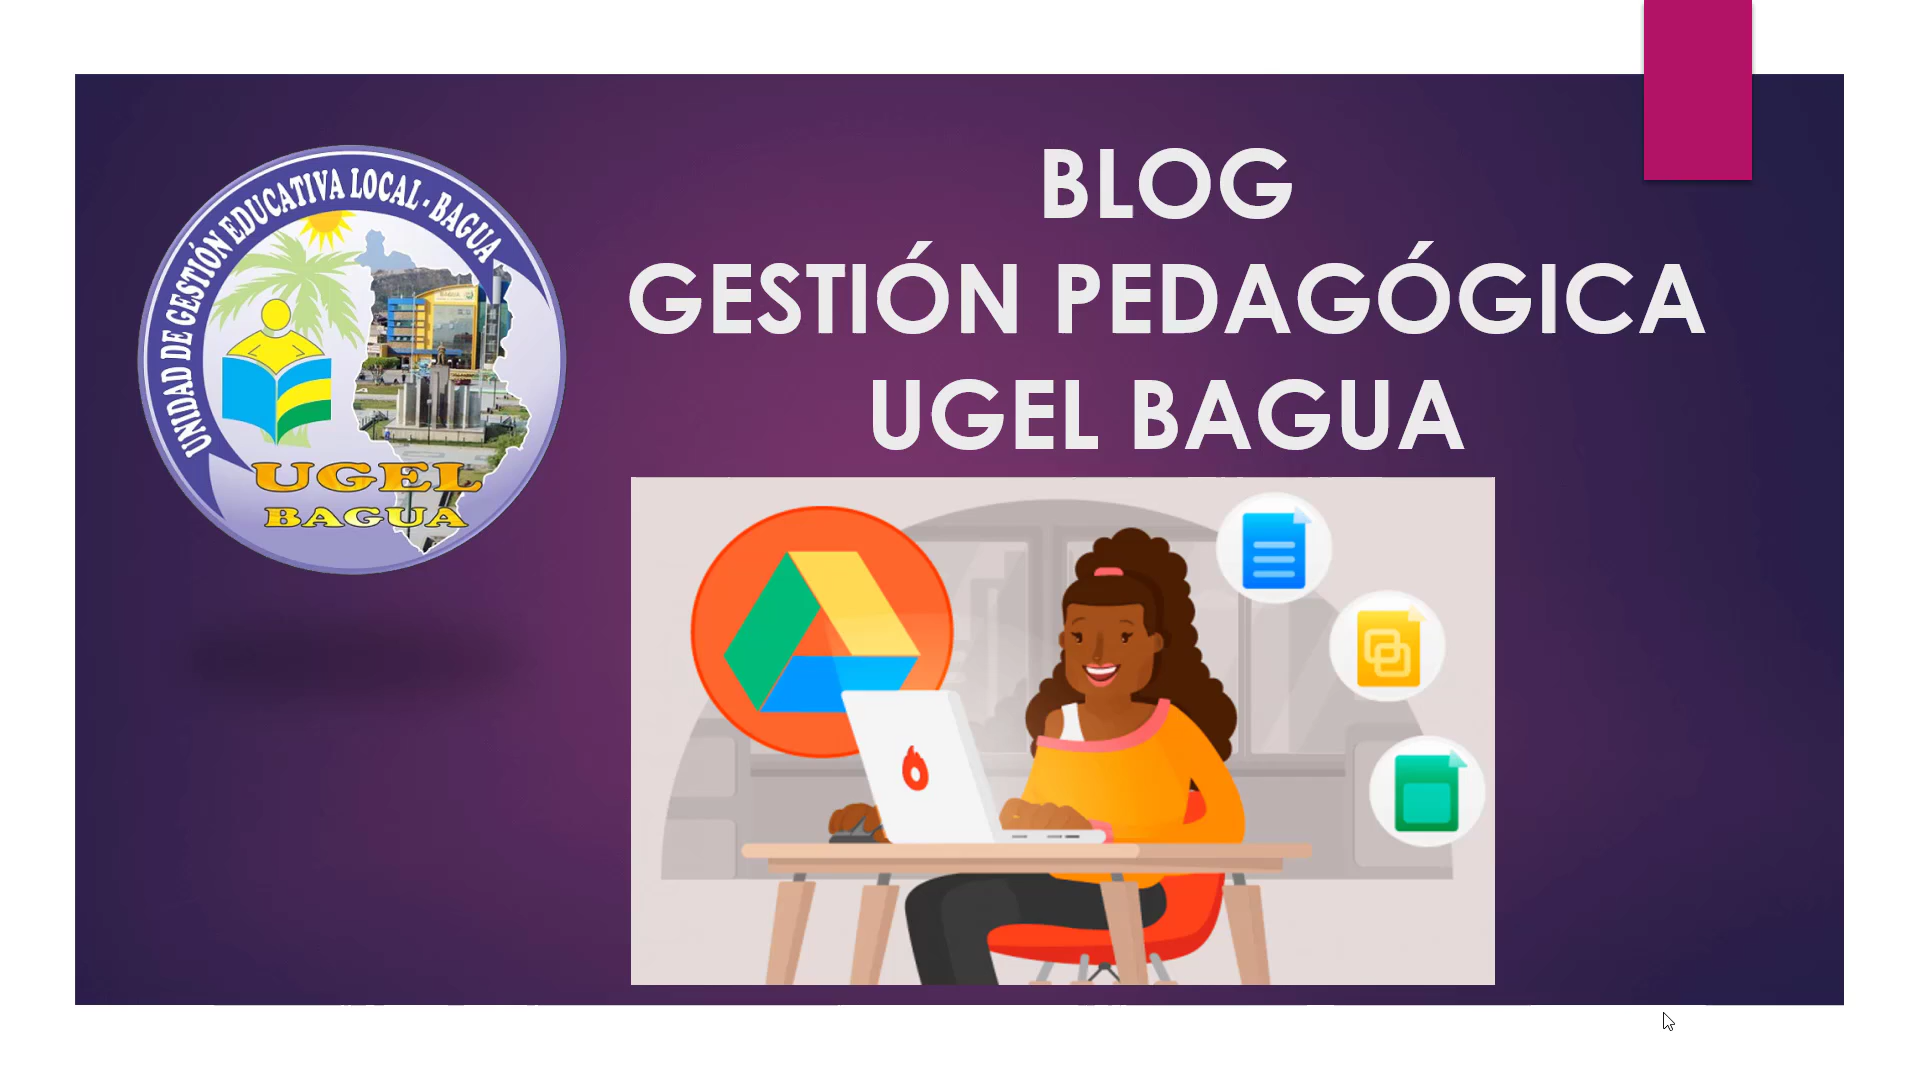 UNIDAD DE GESTIÓN EDUCATIVA LOCAL - BAGUA
UGEL
BAGUA
BLOG
GESTIÓN PEDAGÓGICA
UGEL BAGUA